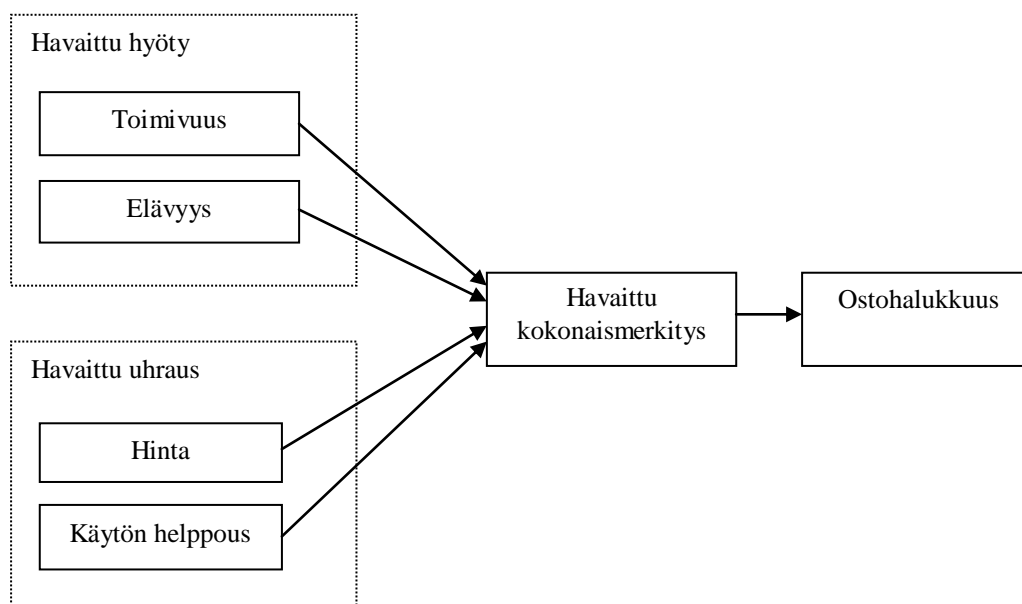 Havaittu hyöty
Toimivuus
Elävyys
Havaittu
kokonaismerkitys
Ostohalukkuus
Havaittu uhraus
Hinta
Käytön helppous